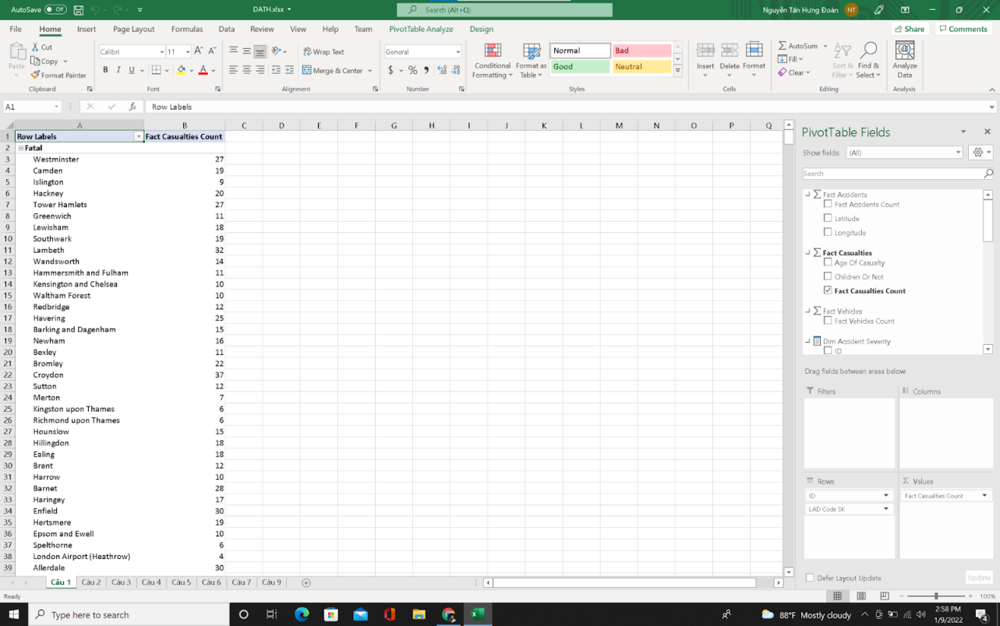 AutoSave Off DATH.xlsx Search (Alt+Q) Nguyễn Tấn Hưng Đoàn NT
File Home Insert Page Layout Formulas Data Review View Help Team PivotTable Analyze Design Share Comments
Paste Cut Copy Format Painter Clipboard
Calibri 11 B I U A Font
Wrap Text Merge & Center Alignment
General $ % Number
Conditional Formatting Format as Table Normal Bad Good Neutral Styles
Insert Delete Format Cells
AutoSum Fill Clear Sort & Filter Find & Select Editing
Analyze Data Analysis
A1 fx Row Labels
A B C D E F G H I J K L M N O P Q
1 Row Labels Fact Casualties Count
2 Fatal
3 Westminster 27
4 Camden 19
5 Islington 9
6 Hackney 20
7 Tower Hamlets 27
8 Greenwich 11
9 Lewisham 18
10 Southwark 19
11 Lambeth 32
12 Wandsworth 14
13 Hammersmith and Fulham 11
14 Kensington and Chelsea 10
15 Waltham Forest 10
16 Redbridge 12
17 Havering 25
18 Barking and Dagenham 15
19 Newham 16
20 Bexley 11
21 Bromley 22
22 Croydon 37
23 Sutton 12
24 Merton 7
25 Kingston upon Thames 6
26 Richmond upon Thames 6
27 Hounslow 15
28 Hillingdon 18
29 Ealing 18
30 Brent 12
31 Harrow 10
32 Barnet 28
33 Haringey 17
34 Enfield 30
35 Hertsmere 19
36 Epsom and Ewell 10
37 Spelthorne 6
38 London Airport (Heathrow) 4
39 Allerdale 30
PivotTable Fields
Show fields: (All)
Search
Σ Fact Accidents
Fact Accidents Count
Latitude
Longitude
Σ Fact Casualties
Age Of Casualty
Children Or Not
Fact Casualties Count
Σ Fact Vehicles
Fact Vehicles Count
Dim Accident Severity
ID
Drag fields between areas below:
Filters Columns
Rows Σ Values
ID Fact Casualties Count
LAD Code SK
Defer Layout Update Update
Câu 1 Câu 2 Câu 3 Câu 4 Câu 5 Câu 6 Câu 7 Câu 9
Ready 100%
Type here to search 88°F Mostly cloudy 2:58 PM
1/9/2022 4